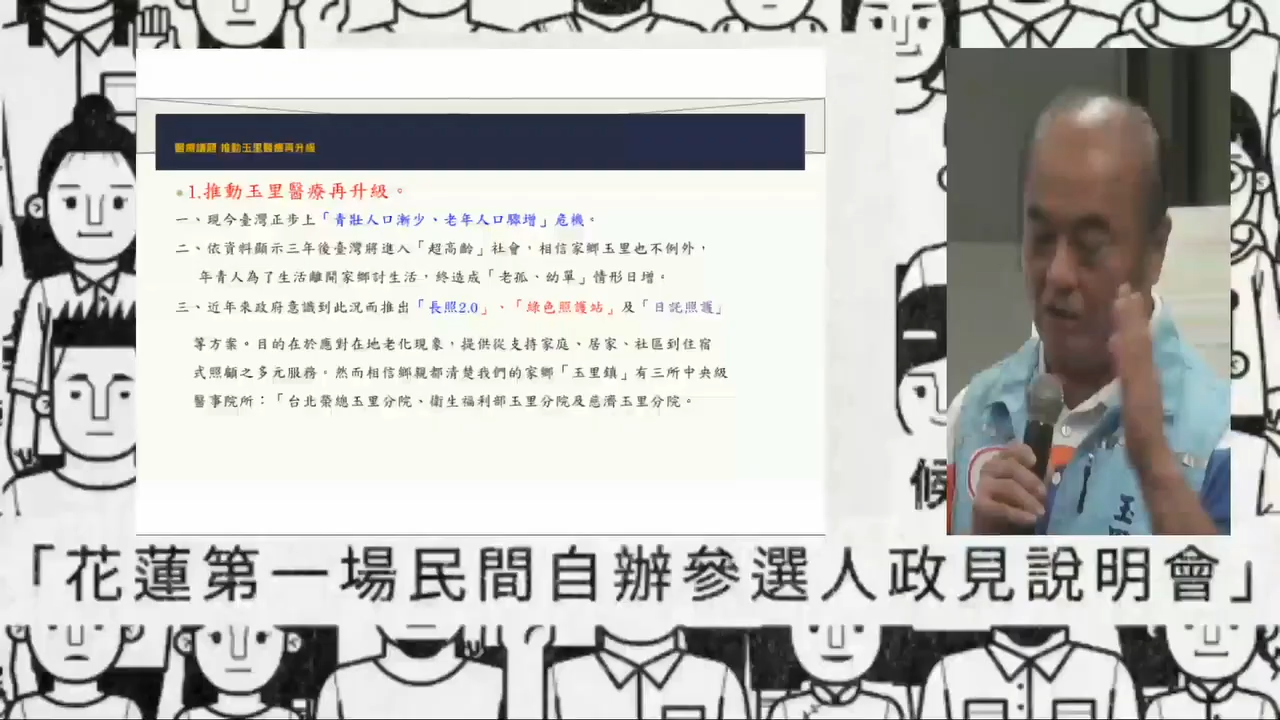 醫療議題 推動玉里醫療再升級
1.推動玉里醫療再升級。
一、現今臺灣正步上「青壯人口漸少、老年人口驟增」危機。
二、依資料顯示三年後臺灣將進入「超高齡」社會，相信家鄉玉里也不例外，
年青人為了生活離開家鄉討生活，終造成「老孤、幼單」情形日增。
三、近年來政府意識到此況而推出「長照2.0」、「綠色照護站」及「日託照護」
等方案。目的在於應對在地老化現象，提供從支持家庭、居家、社區到住宿
式照顧之多元服務。然而相信鄉親都清楚我們的家鄉「玉里鎮」有三所中央級
醫事院所：「台北榮總玉里分院、衛生福利部玉里分院及慈濟玉里分院。
候
玉
「花蓮第一場民間自辦參選人政見說明會」